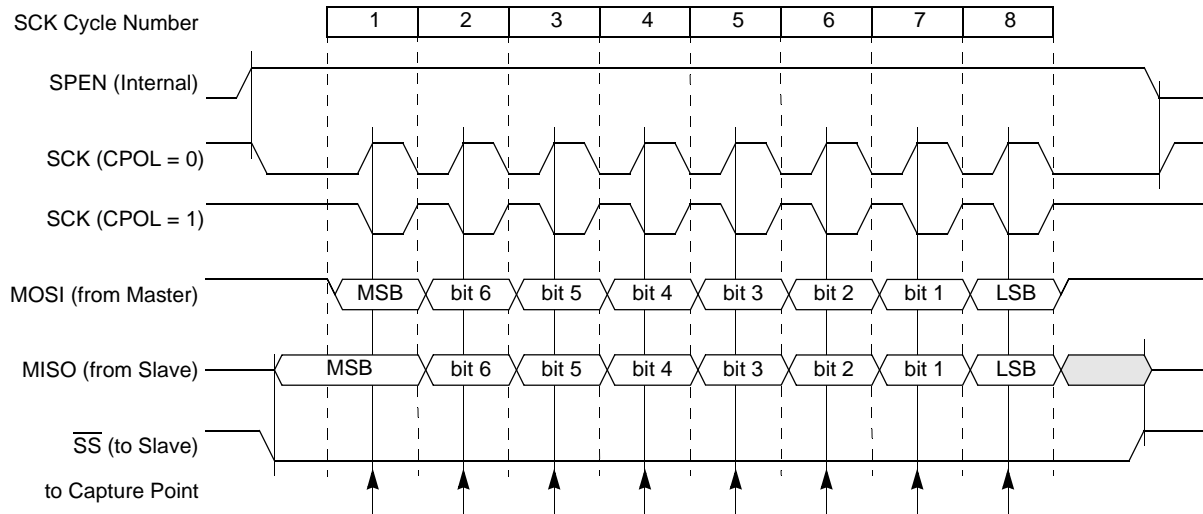 SCK Cycle Number 1 2 3 4 5 6 7 8
SPEN (Internal)
SCK (CPOL = 0)
SCK (CPOL = 1)
MOSI (from Master) MSB bit 6 bit 5 bit 4 bit 3 bit 2 bit 1 LSB
MISO (from Slave) MSB bit 6 bit 5 bit 4 bit 3 bit 2 bit 1 LSB
SS (to Slave)
to Capture Point